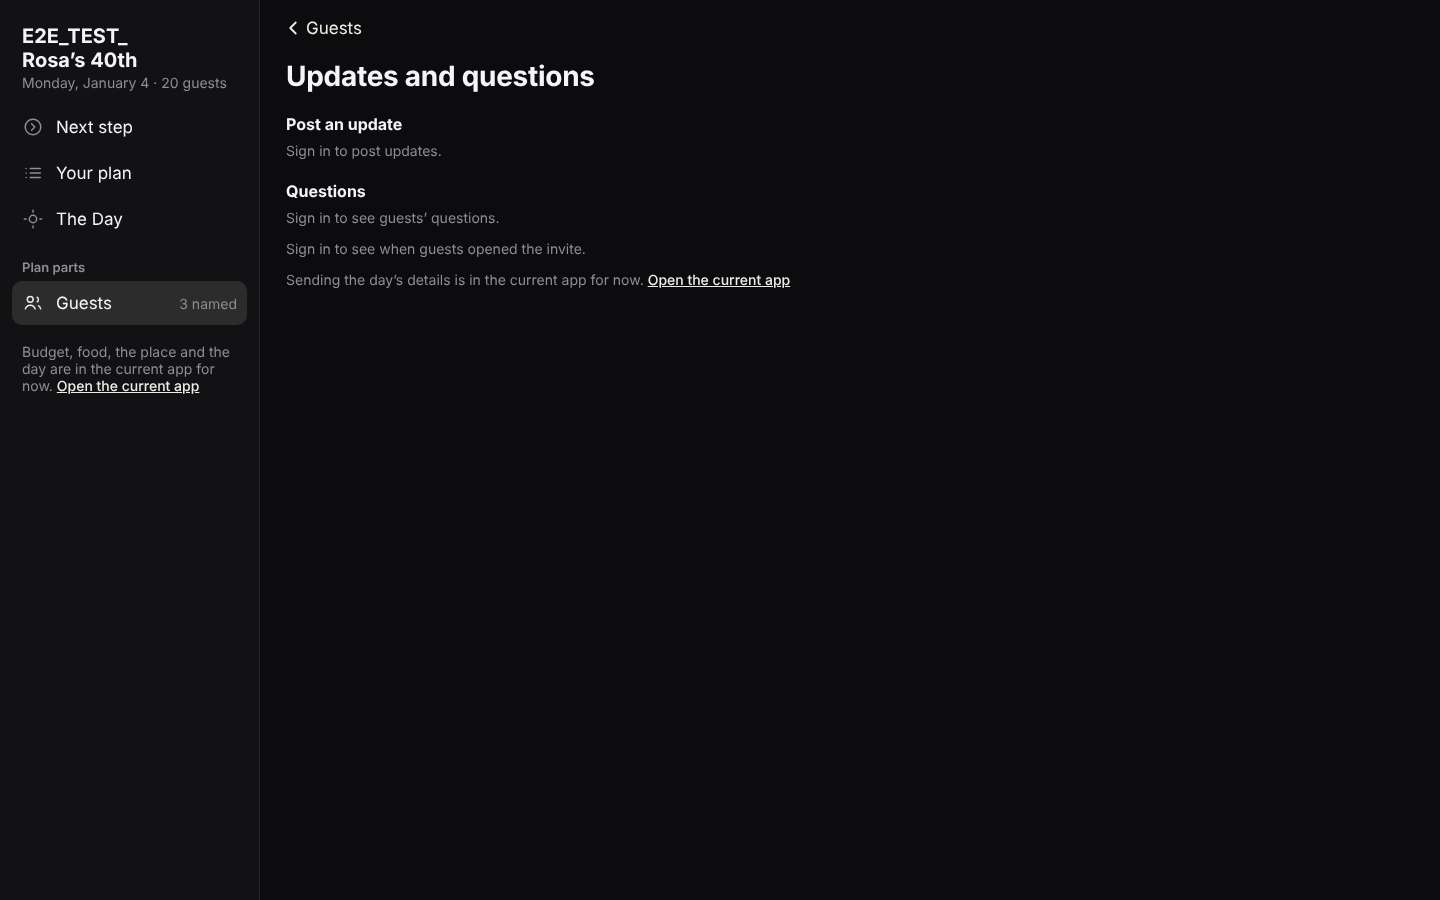 E2E_TEST_
Rosa’s 40th
Monday, January 4 · 20 guests
Next step
Your plan
The Day
Plan parts
Guests 3 named
Budget, food, the place and the
day are in the current app for
now. Open the current app
Guests
Updates and questions
Post an update
Sign in to post updates.
Questions
Sign in to see guests’ questions.
Sign in to see when guests opened the invite.
Sending the day’s details is in the current app for now. Open the current app